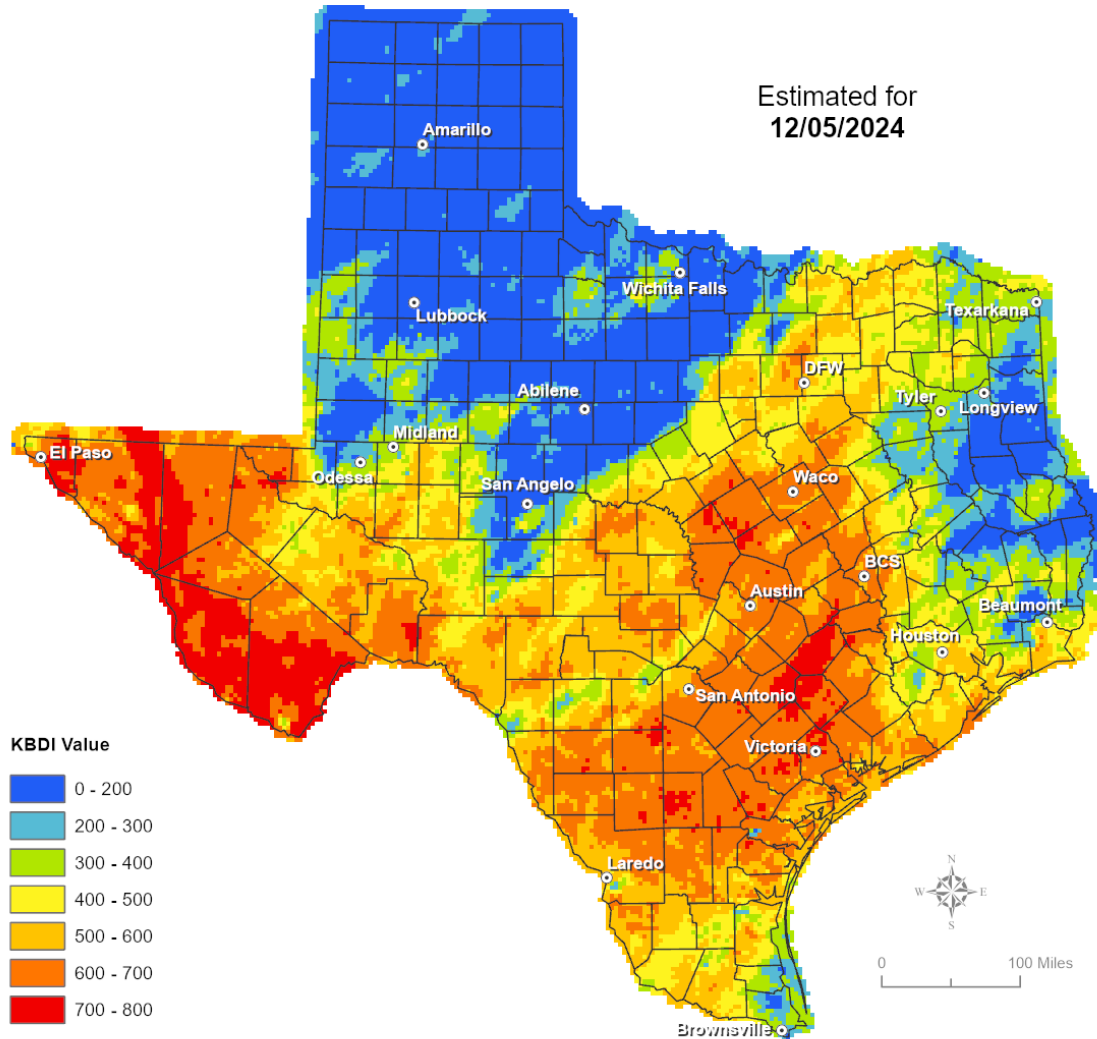 Estimated for
12/05/2024
Amarillo
Wichita Falls
Lubbock
Texarkana
DFW
Abilene
Tyler
Longview
Midland
El Paso
Odessa
San Angelo
Waco
BCS
Austin
Beaumont
Houston
San Antonio
Victoria
Laredo
Brownsville
KBDI Value
0 - 200
200 - 300
300 - 400
400 - 500
500 - 600
600 - 700
700 - 800
N
W
E
S
0 100 Miles